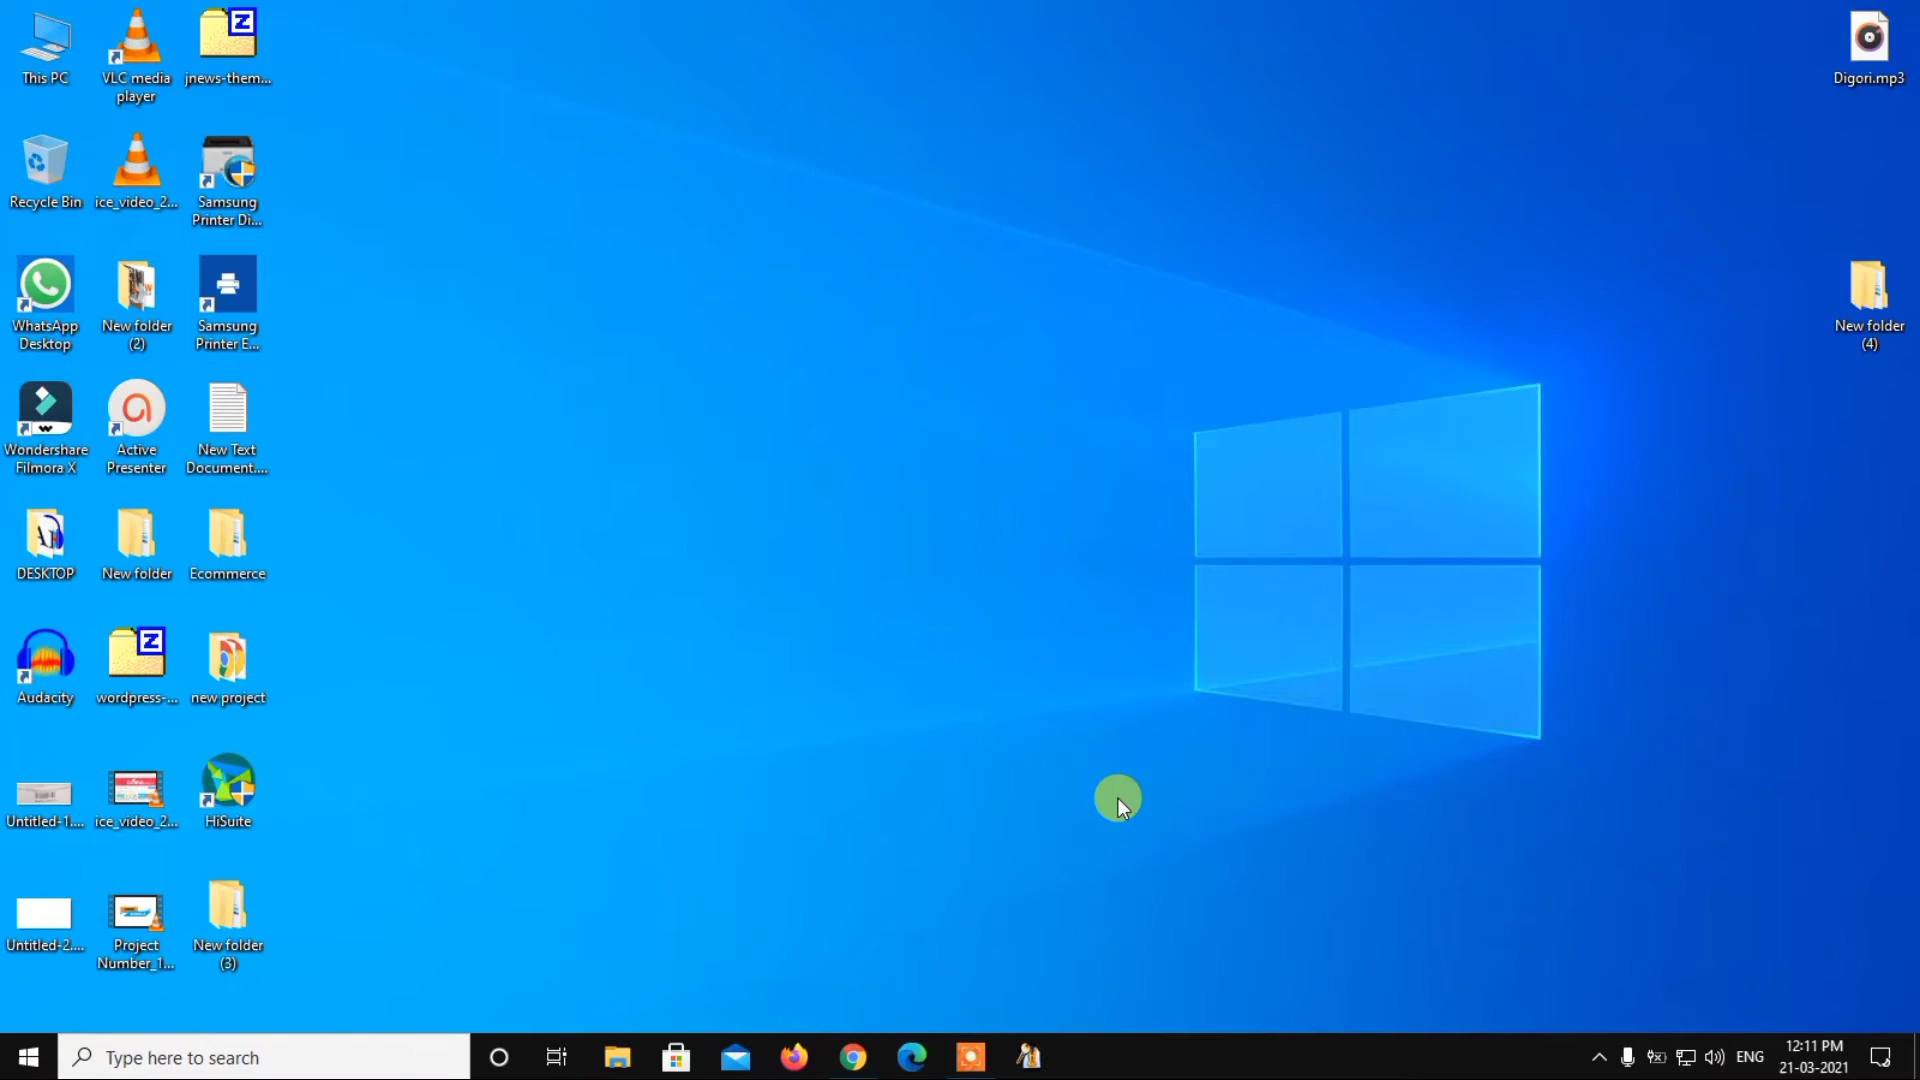 This PC
VLC media
player
jnews-them...
Recycle Bin
ice_video_2...
Samsung
Printer Di...
WhatsApp
Desktop
New folder
(2)
Samsung
Printer E...
Wondershare
Filmora X
Active
Presenter
New Text
Document....
DESKTOP
New folder
Ecommerce
Audacity
wordpress-...
new project
Untitled-1....
ice_video_2...
HiSuite
Untitled-2....
Project
Number_1...
New folder
(3)
Digori.mp3
New folder
(4)
Type here to search
ENG
12:11 PM
21-03-2021